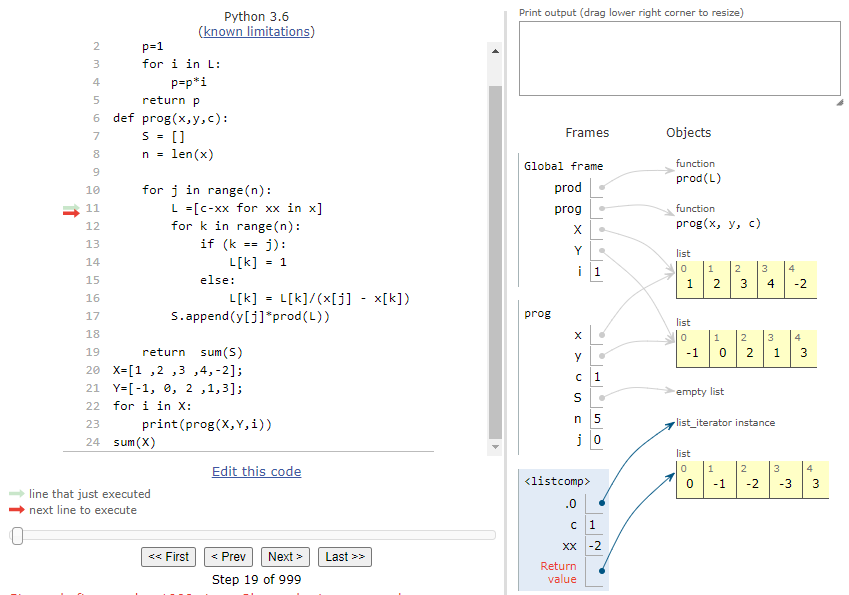 Python 3.6
(known limitations)
2 p=1
3 for i in L:
4 p=p*i
5 return p
6 def prog(x,y,c):
7 S = []
8 n = len(x)
9
10 for j in range(n):
11 L =[c-xx for xx in x]
12 for k in range(n):
13 if (k == j):
14 L[k] = 1
15 else:
16 L[k] = L[k]/(x[j] - x[k])
17 S.append(y[j]*prod(L))
18
19 return  sum(S)
20 X=[1 ,2 ,3 ,4,-2];
21 Y=[-1, 0, 2 ,1,3];
22 for i in X:
23 print(prog(X,Y,i))
24 sum(X)
Edit this code
line that just executed
next line to execute
<< First < Prev Next > Last >>
Step 19 of 999
Print output (drag lower right corner to resize)
Frames Objects
Global frame
prod
prog
X
Y
i 1
function
prod(L)
function
prog(x, y, c)
list
0 1 2 3 4
1 2 3 4 -2
list
0 1 2 3 4
-1 0 2 1 3
prog
x
y
c 1
S
n 5
j 0
empty list
list_iterator instance
list
0 1 2 3 4
0 -1 -2 -3 3
<listcomp>
.0
c 1
xx -2
Return
value